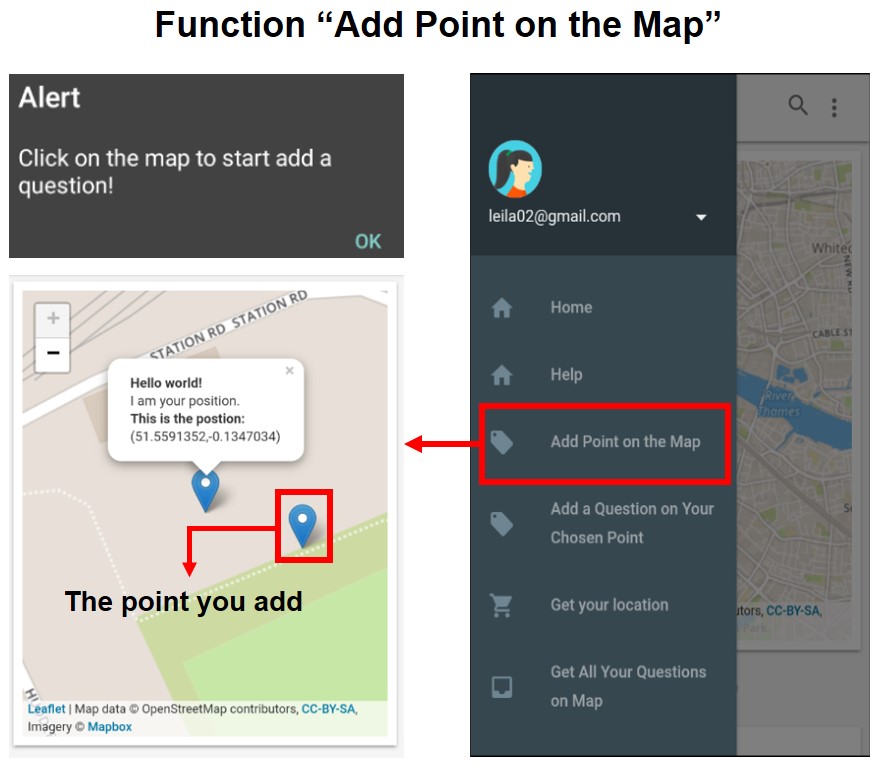 Function “Add Point on the Map”
Alert
Click on the map to start add a
question!
OK
+
−
STATION RD STATION RD
×
Hello world!
I am your position.
This is the postion:
(51.5591352,-0.1347034)
The point you add
Leaflet | Map data © OpenStreetMap contributors, CC-BY-SA,
Imagery © Mapbox
leila02@gmail.com
Home
Help
Add Point on the Map
Add a Question on Your
Chosen Point
Get your location
Get All Your Questions
on Map
CABLE ST
River
Thames
CC-BY-SA,
Park